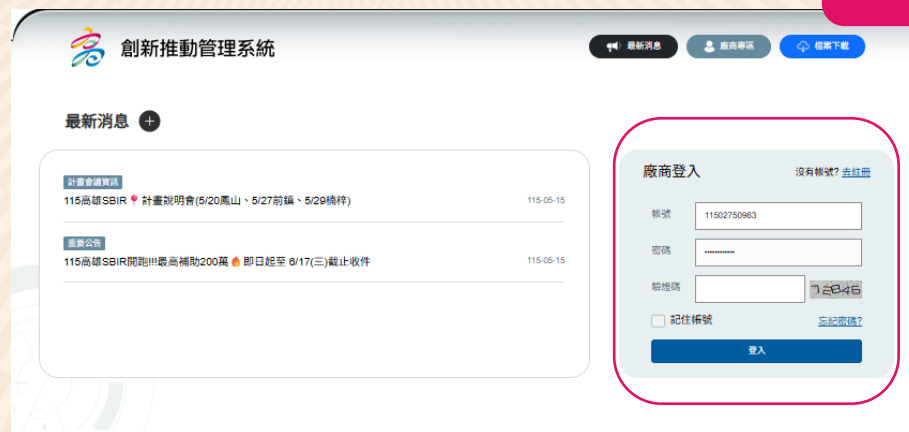 創新推動管理系統
最新消息
廠商專區
檔案下載
最新消息
計畫會議資訊
115高雄SBIR📍計畫說明會(5/20鳳山、5/27前鎮、5/29楠梓)
115-05-15
重要公告
115高雄SBIR開跑!!!最高補助200萬🔥即日起至 6/17(三)截止收件
115-05-15
廠商登入
沒有帳號? 去註冊
帳號
11502750963
密碼
驗證碼
72845
記住帳號
忘記密碼?
登入